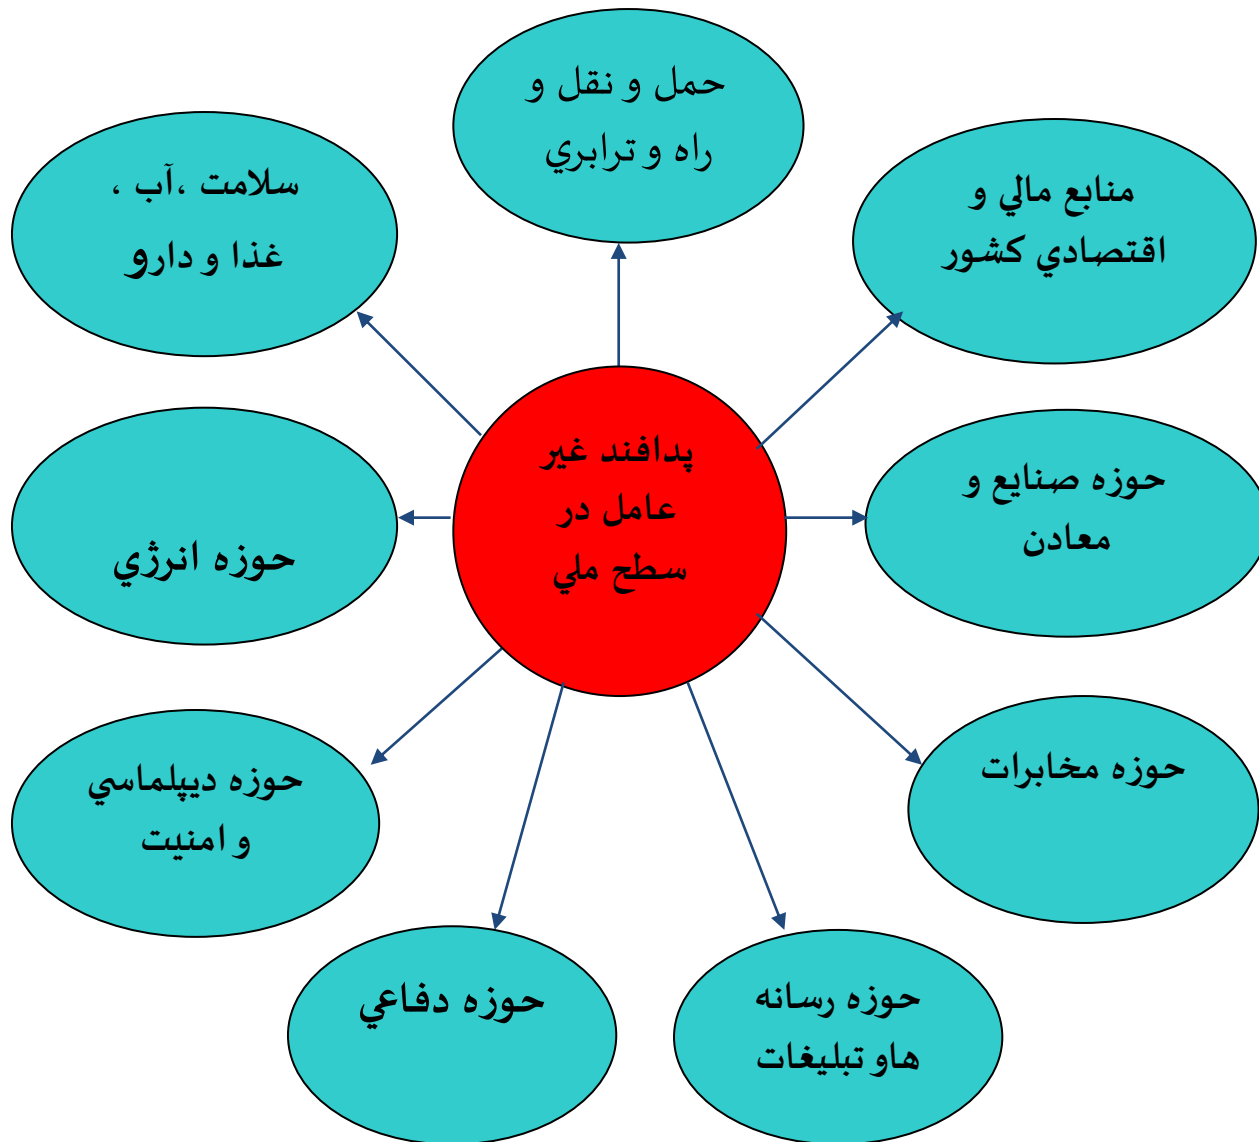 حمل و نقل و
راه و ترابري
منابع مالي و
اقتصادي کشور
سلامت ،آب ،
غذا و دارو
پدافند غير
عامل در
سطح ملي
حوزه صنايع و
معادن
حوزه انرژي
حوزه مخابرات
حوزه ديپلماسي
و امنيت
حوزه رسانه
هاو تبليغات
حوزه دفاعي